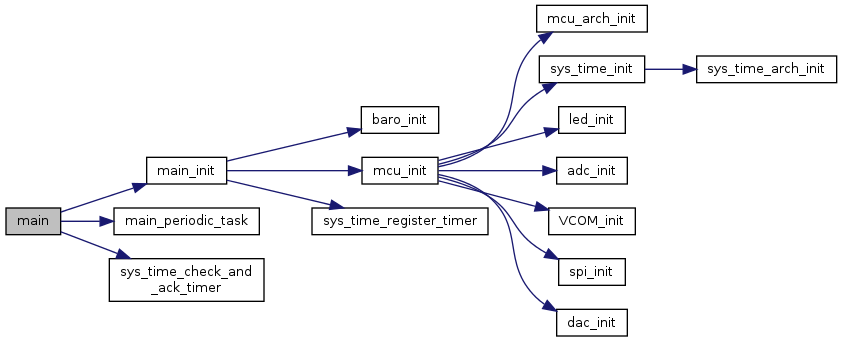 main
main_init
main_periodic_task
sys_time_check_and
_ack_timer
baro_init
mcu_init
sys_time_register_timer
mcu_arch_init
sys_time_init
led_init
adc_init
VCOM_init
spi_init
dac_init
sys_time_arch_init